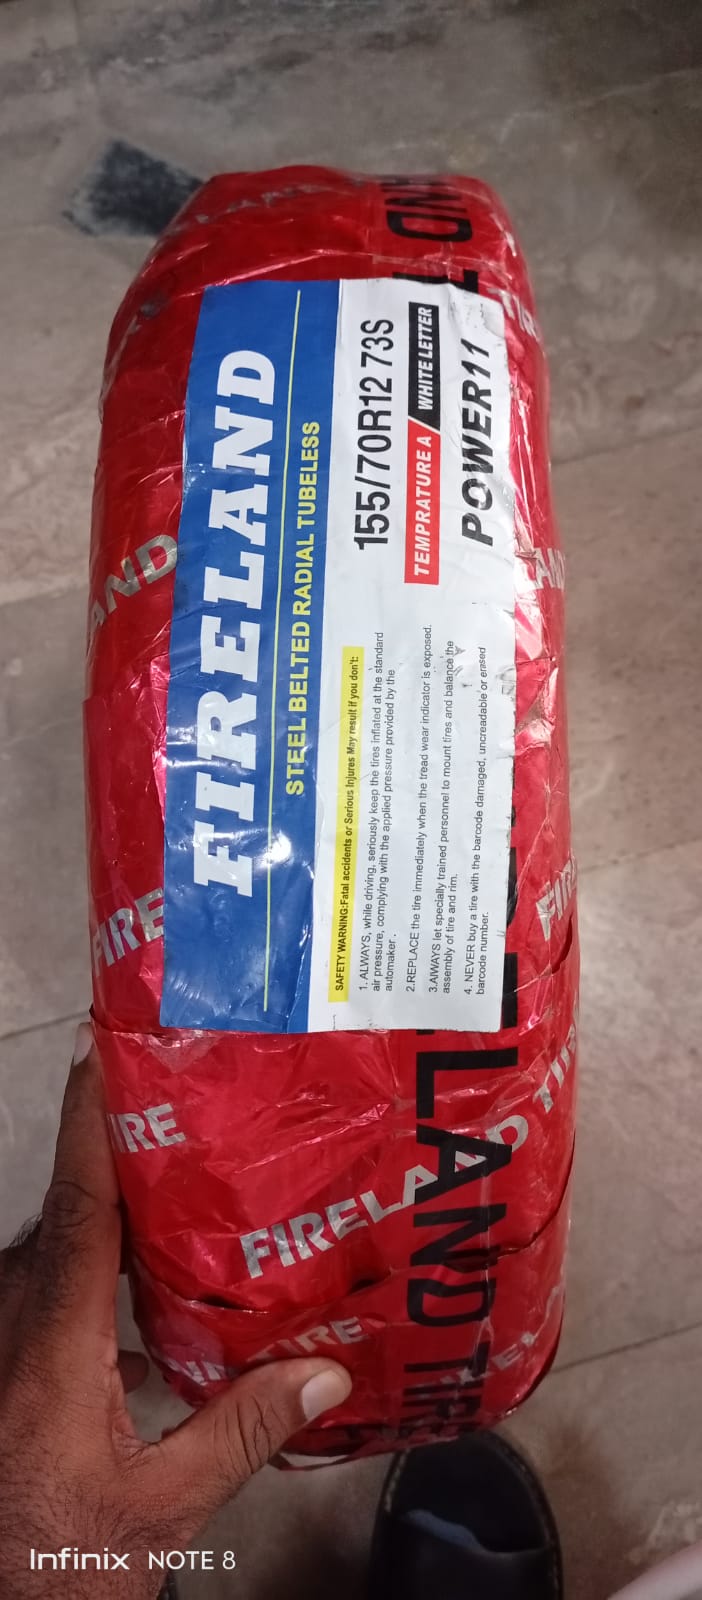 FIRELAND
STEEL BELTED RADIAL TUBELESS
155/70R12 73S
TEMPRATURE A / WHITE LETTER
POWER11
SAFETY WARNING:Fatal accidents or Serious Injures May result if you don't:
1. ALWAYS, while driving, seriously keep the tires inflated at the standard
air pressure, complying with the applied pressure provided by the
automaker .
2.REPLACE the tire immediately when the tread wear indicator is exposed.
3.AlWAYS let specially trained personnel to mount tires and balance the
assembly of tire and rim.
4. NEVER buy a tire with the barcode damaged, uncreadable or erased
barcode number.
AND
FIRE
IRE
FIRELAND TIR
TIRE
LAND TIRE
Infinix NOTE 8